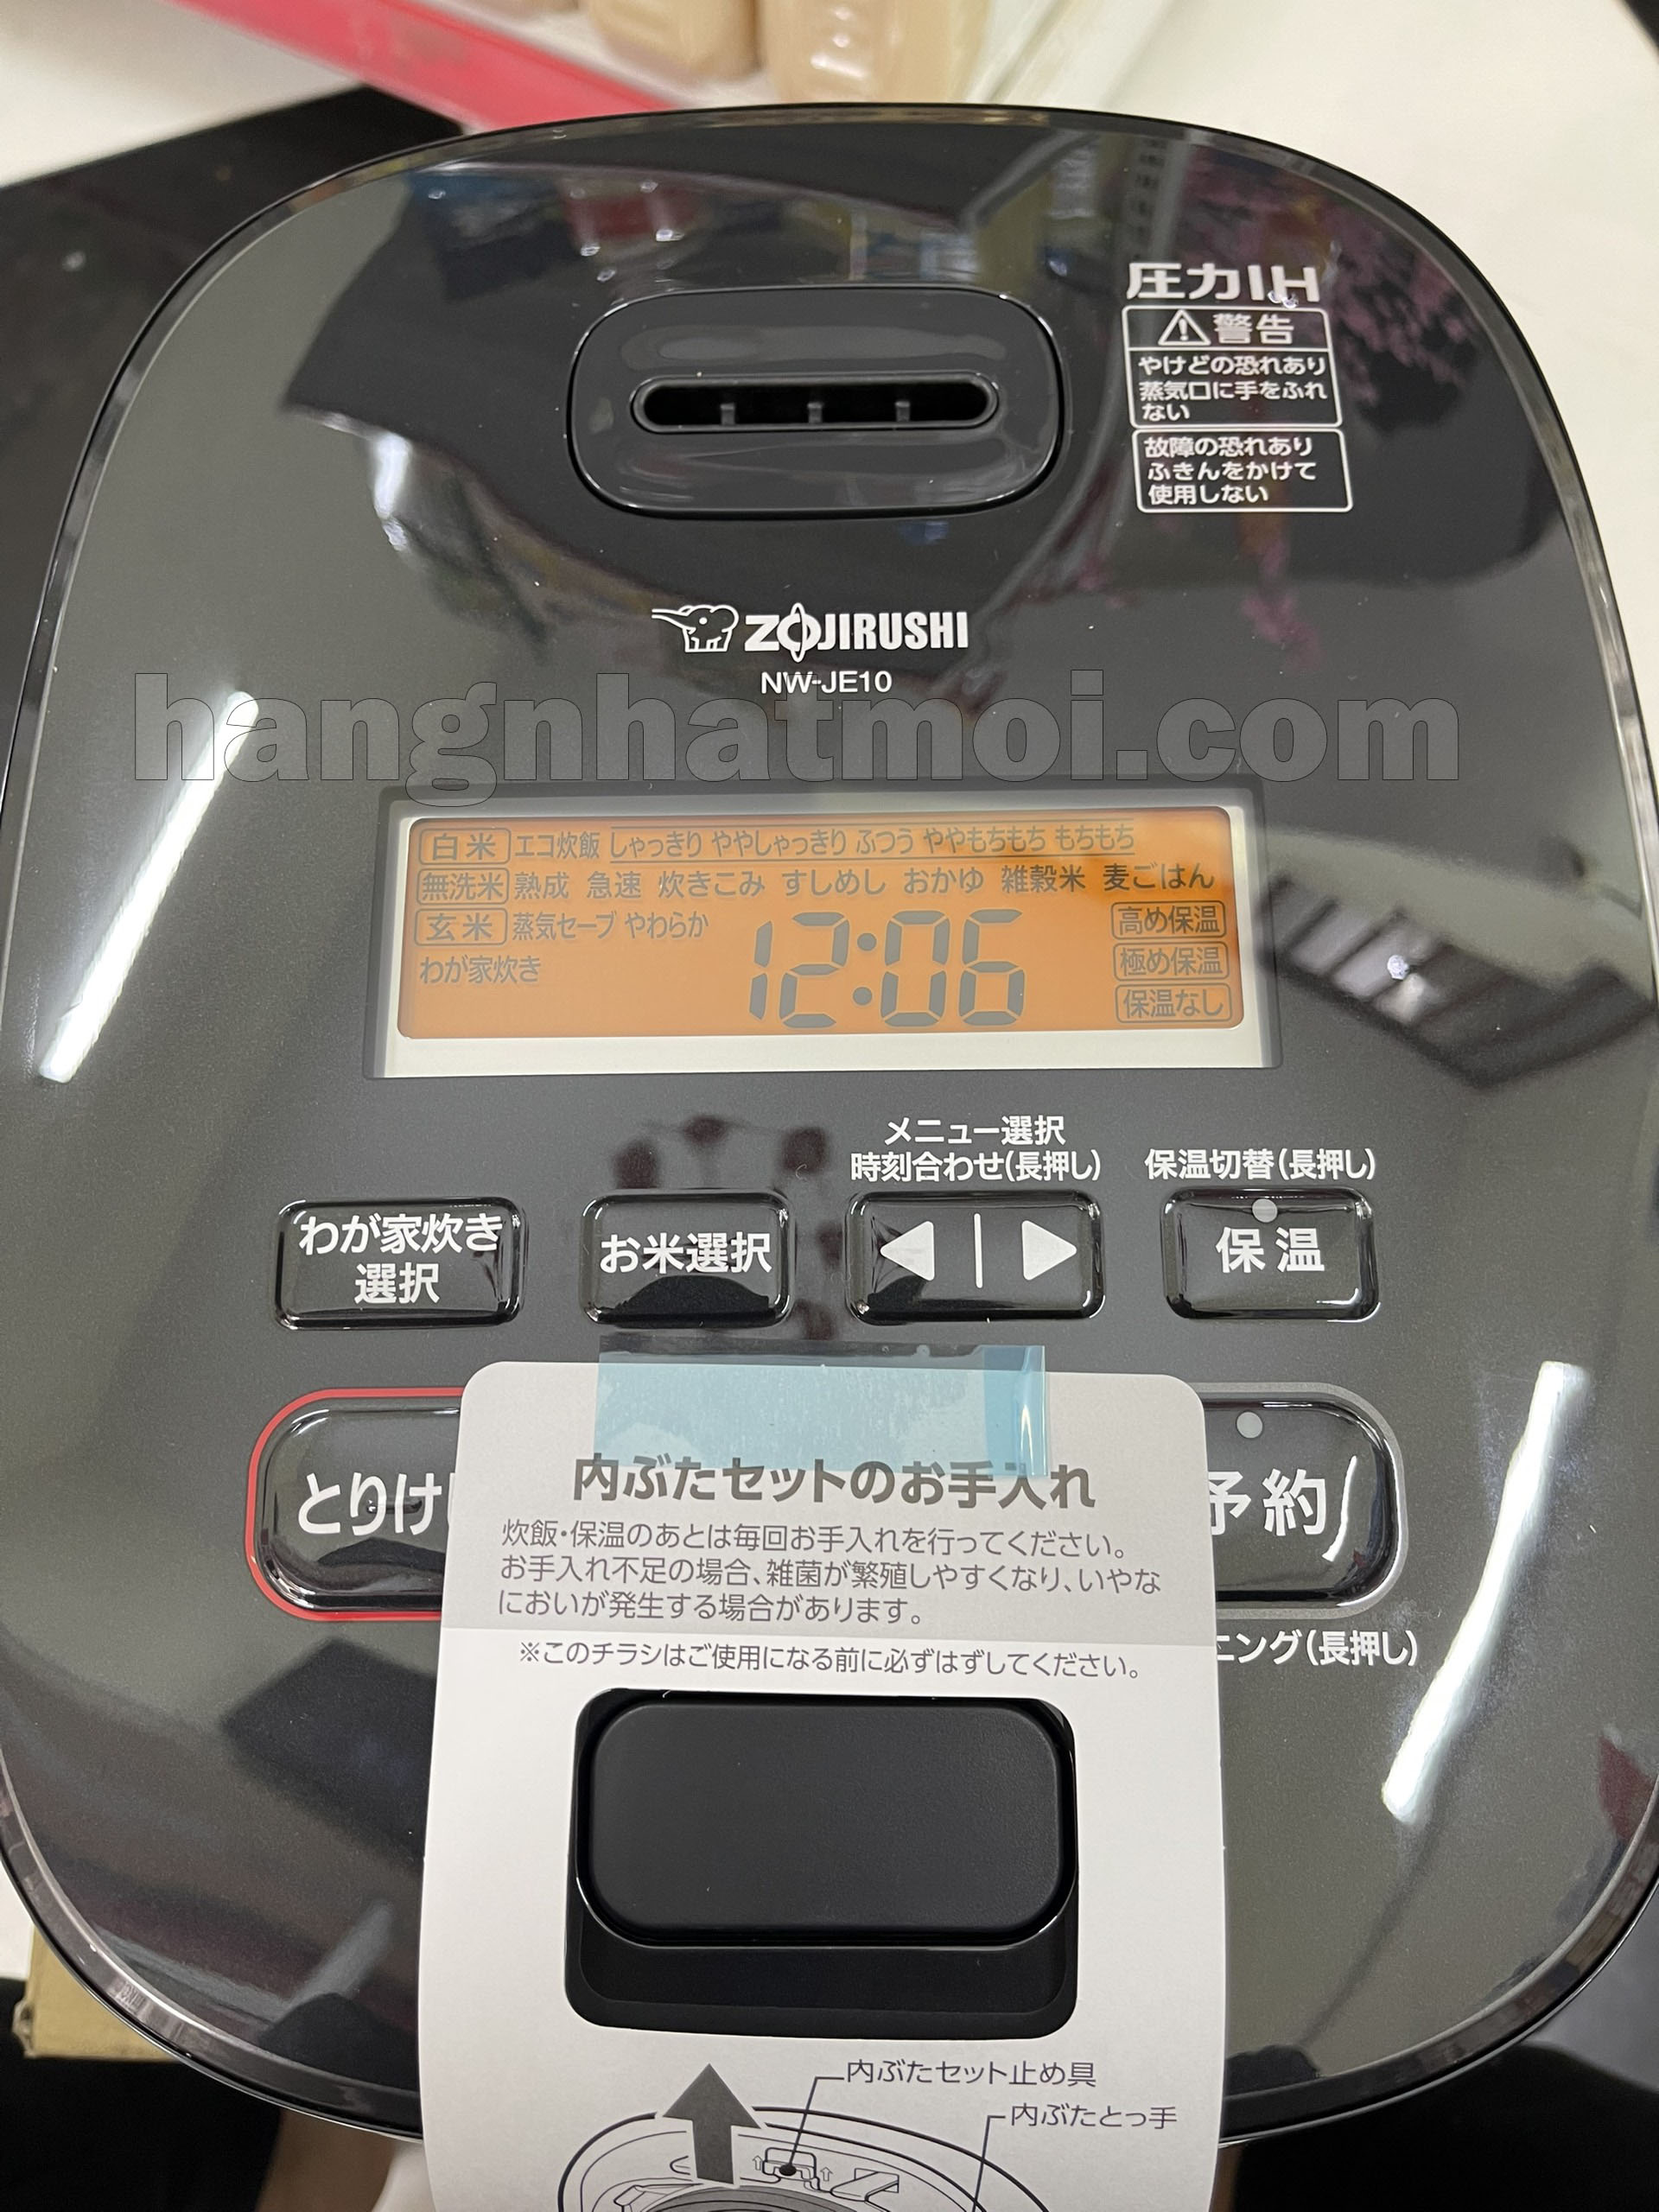 圧力IH
警告
やけどの恐れあり
蒸気口に手をふれ
ない
故障の恐れあり
ふきんをかけて
使用しない
ZOJIRUSHI
NW-JE10
hangnhatmoi.com
白米 エコ炊飯 しゃっきり ややしゃっきり ふつう ややもちもち もちもち
無洗米 熟成 急速 炊きこみ すしめし おかゆ 雑穀米 麦ごはん
玄米 蒸気セーブ やわらか 高め保温
わが家炊き 12:06 極め保温
保温なし
メニュー選択
時刻合わせ(長押し) 保温切替(長押し)
わが家炊き
選択
お米選択
保温
とりけ
予約
ニング(長押し)
内ぶたセットのお手入れ
炊飯・保温のあとは毎回お手入れを行ってください。
お手入れ不足の場合、雑菌が繁殖しやすくなり、いやな
においが発生する場合があります。
※このチラシはご使用になる前に必ずはずしてください。
内ぶたセット止め具
内ぶたとって手